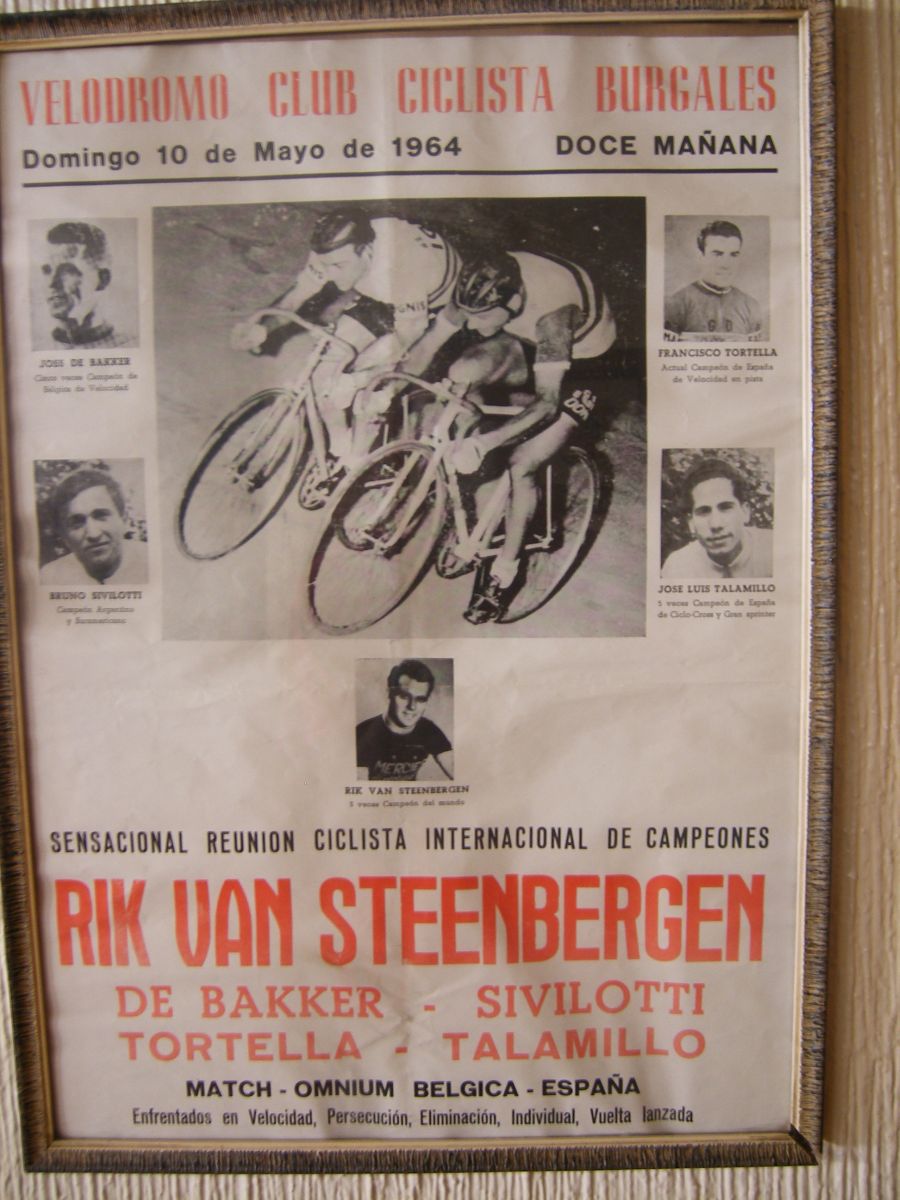 VELODROMO CLUB CICLISTA BURGALES
Domingo 10 de Mayo de 1964 DOCE MAÑANA
JOSE DE BAKKER
Cinco veces Campeón de
Bélgica de Velocidad
FRANCISCO TORTELLA
Actual Campeón de España
de Velocidad en pista
IGNIS
BRUNO SIVILOTTI
Campeón Argentino
y Suramericano
JOSE LUIS TALAMILLO
5 veces Campeón de España
de Ciclo-Cross y Gran sprinter
MERCIE
RIK VAN STEENBERGEN
3 veces Campeón del mundo
SENSACIONAL REUNION CICLISTA INTERNACIONAL DE CAMPEONES
RIK VAN STEENBERGEN
DE BAKKER - SIVILOTTI
TORTELLA - TALAMILLO
MATCH - OMNIUM BELGICA - ESPAÑA
Enfrentados en Velocidad, Persecución, Eliminación, Individual, Vuelta lanzada